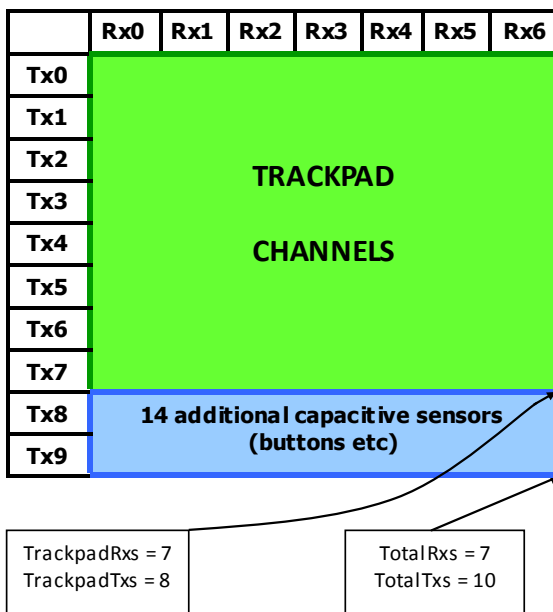 Rx0 Rx1 Rx2 Rx3 Rx4 Rx5 Rx6
Tx0
Tx1
Tx2
Tx3
Tx4
Tx5
Tx6
Tx7
TRACKPAD
CHANNELS
Tx8
Tx9
14 additional capacitive sensors
(buttons etc)
TrackpadRxs = 7
TrackpadTxs = 8
TotalRxs = 7
TotalTxs = 10